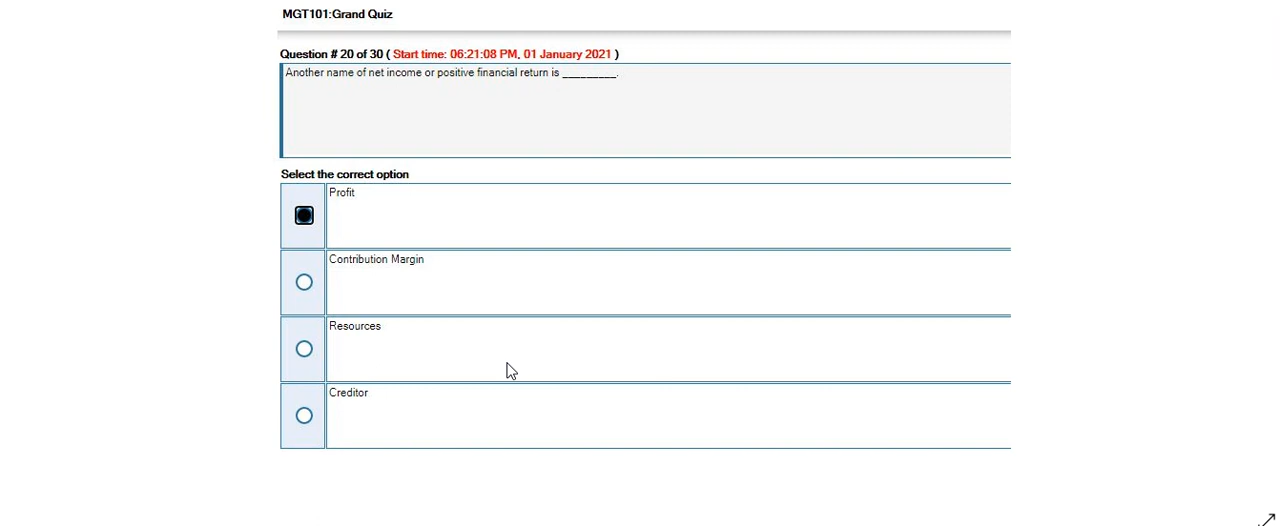 MGT101:Grand Quiz
Question # 20 of 30 ( Start time: 06:21:08 PM, 01 January 2021 )
Another name of net income or positive financial return is _________.
Select the correct option
Profit
Contribution Margin
Resources
Creditor